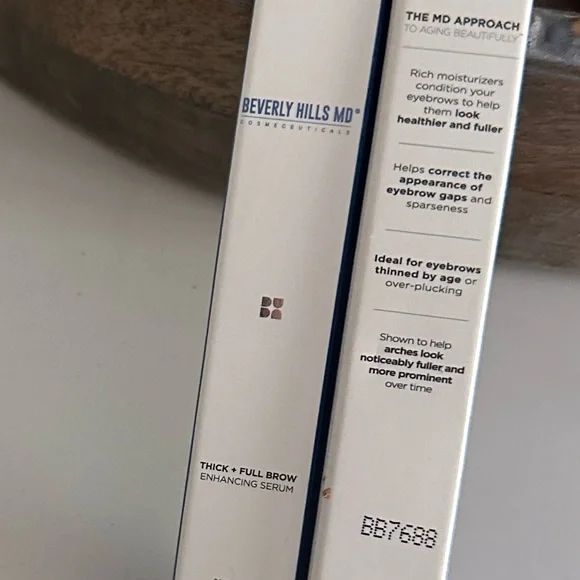 BEVERLY HILLS MD®
COSMECEUTICALS
THICK + FULL BROW
ENHANCING SERUM
THE MD APPROACH
TO AGING BEAUTIFULLY™
Rich moisturizers
condition your
eyebrows to help
them look
healthier and fuller
Helps correct the
appearance of
eyebrow gaps and
sparseness
Ideal for eyebrows
thinned by age or
over-plucking
Shown to help
arches look
noticeably fuller and
more prominent
over time
BB7688